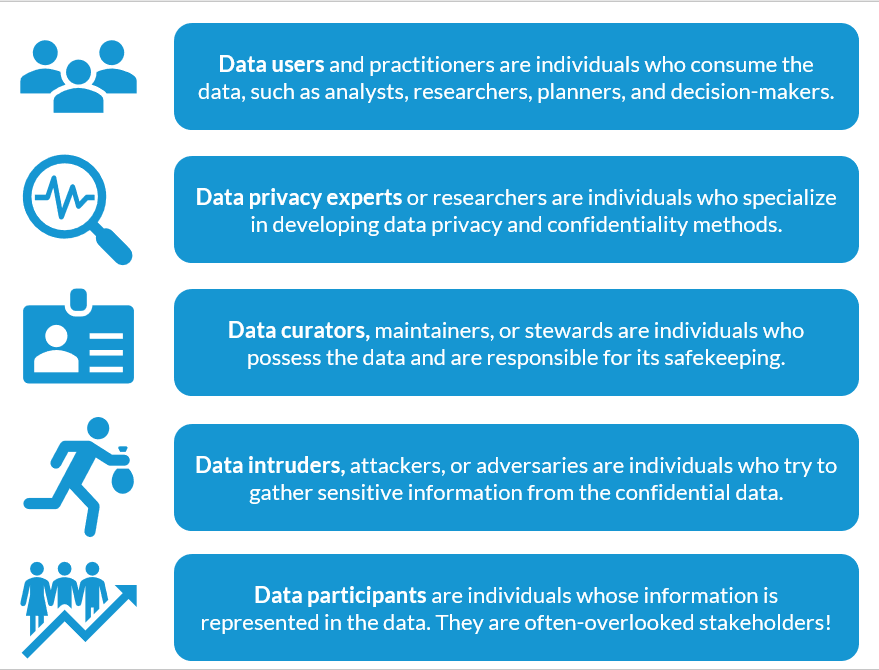 Data users and practitioners are individuals who consume the
data, such as analysts, researchers, planners, and decision-makers.
Data privacy experts or researchers are individuals who specialize
in developing data privacy and confidentiality methods.
Data curators, maintainers, or stewards are individuals who
possess the data and are responsible for its safekeeping.
Data intruders, attackers, or adversaries are individuals who try to
gather sensitive information from the confidential data.
Data participants are individuals whose information is
represented in the data. They are often-overlooked stakeholders!